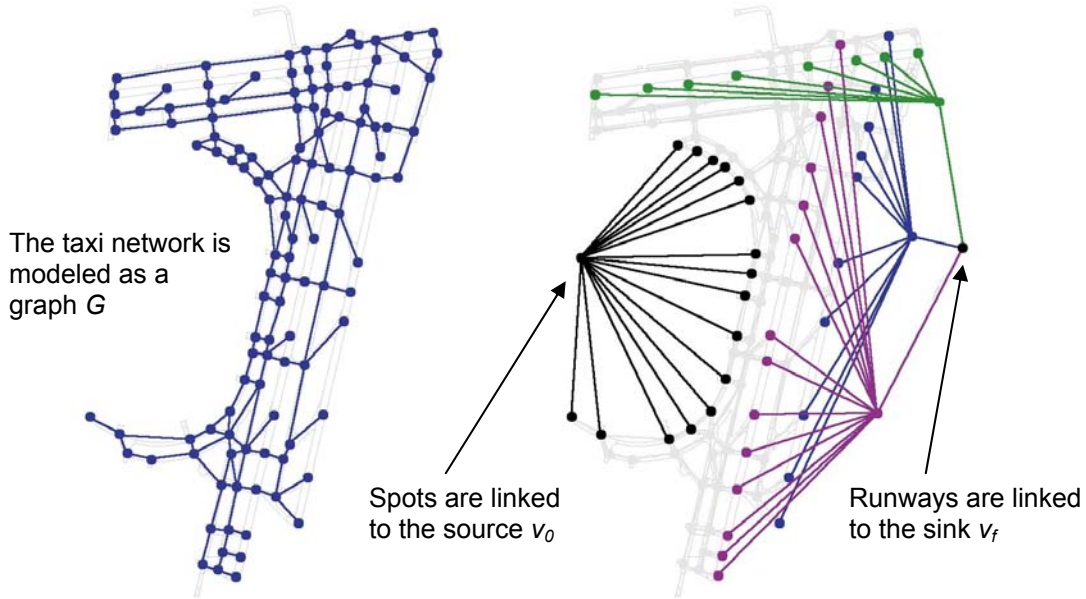 The taxi network is
modeled as a
graph G
Spots are linked
to the source v0
Runways are linked
to the sink vf